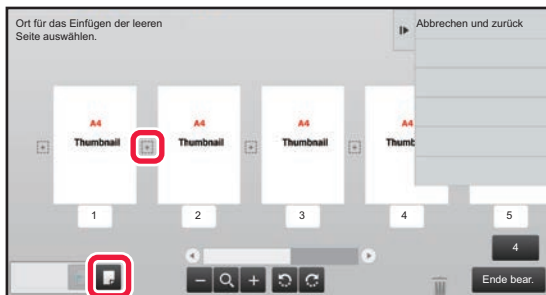 Ort für das Einfügen der leeren
Seite auswählen.
Abbrechen und zurück
A4
Thumbnail
A4
Thumbnail
A4
Thumbnail
A4
Thumb
1
2
3
4
5
4
Ende bear.